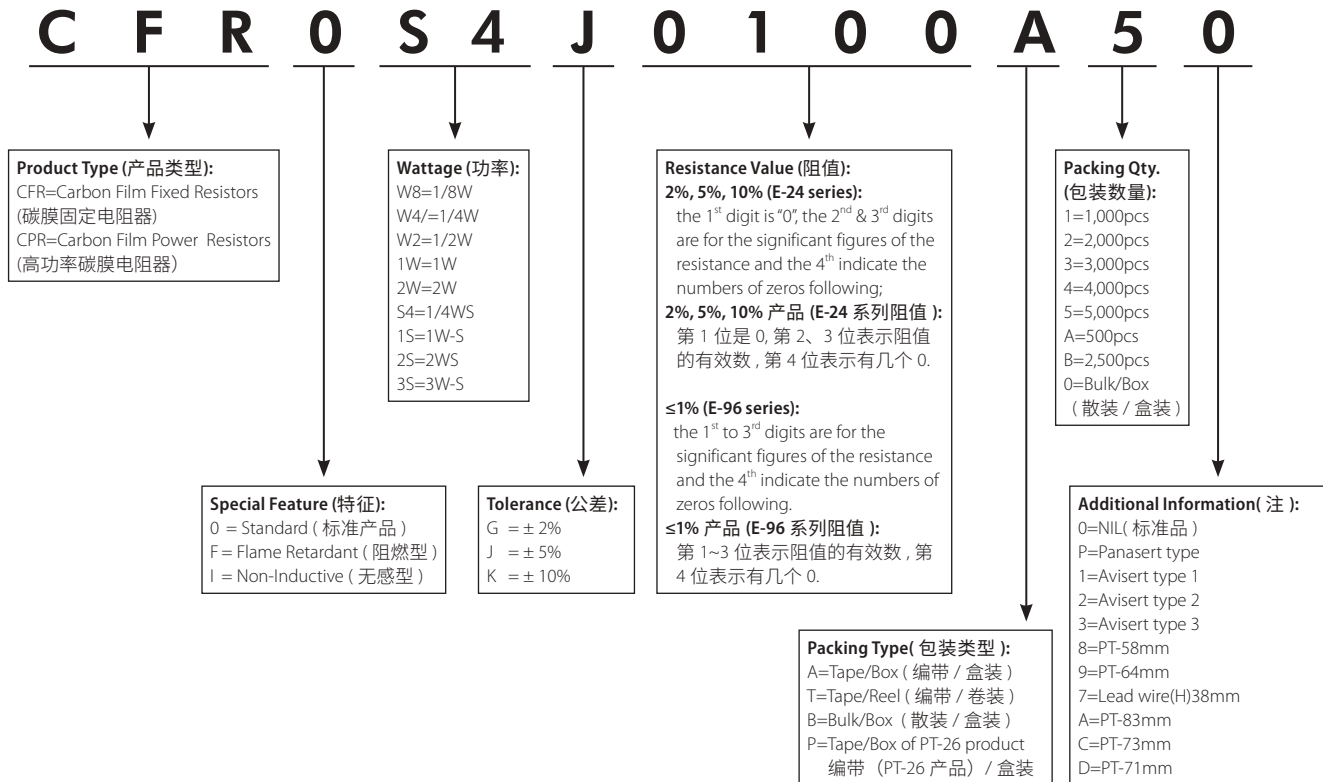 C F R 0 S 4 J 0 1 0 0 A 5 0
Product Type (产品类型):
CFR=Carbon Film Fixed Resistors
(碳膜固定电阻器)
CPR=Carbon Film Power Resistors
(高功率碳膜电阻器）
Wattage (功率):
W8=1/8W
W4/=1/4W
W2=1/2W
1W=1W
2W=2W
S4=1/4WS
1S=1W-S
2S=2WS
3S=3W-S
Resistance Value (阻值):
2%, 5%, 10% (E-24 series):
the 1st digit is “0”, the 2nd & 3rd digits
are for the significant figures of the
resistance and the 4th indicate the
numbers of zeros following;
2%, 5%, 10% 产品 (E-24 系列阻值 ):
第 1 位是 0, 第 2、3 位表示阻值
的有效数 , 第 4 位表示有几个 0.
≤1% (E-96 series):
the 1st to 3rd digits are for the
significant figures of the resistance
and the 4th indicate the numbers of
zeros following.
≤1% 产品 (E-96 系列阻值 ):
第 1~3 位表示阻值的有效数 , 第
4 位表示有几个 0.
Packing Qty.
(包装数量):
1=1,000pcs
2=2,000pcs
3=3,000pcs
4=4,000pcs
5=5,000pcs
A=500pcs
B=2,500pcs
0=Bulk/Box
( 散装 / 盒装 )
Special Feature (特征):
0 = Standard ( 标准产品 )
F = Flame Retardant ( 阻燃型 )
I = Non-Inductive ( 无感型 )
Tolerance (公差):
G = ± 2%
J = ± 5%
K = ± 10%
Packing Type( 包装类型 ):
A=Tape/Box ( 编带 / 盒装 )
T=Tape/Reel ( 编带 / 卷装 )
B=Bulk/Box ( 散装 / 盒装 )
P=Tape/Box of PT-26 product
编带（PT-26 产品）/ 盒装
Additional Information( 注 ):
0=NIL( 标准品 )
P=Panasert type
1=Avisert type 1
2=Avisert type 2
3=Avisert type 3
8=PT-58mm
9=PT-64mm
7=Lead wire(H)38mm
A=PT-83mm
C=PT-73mm
D=PT-71mm